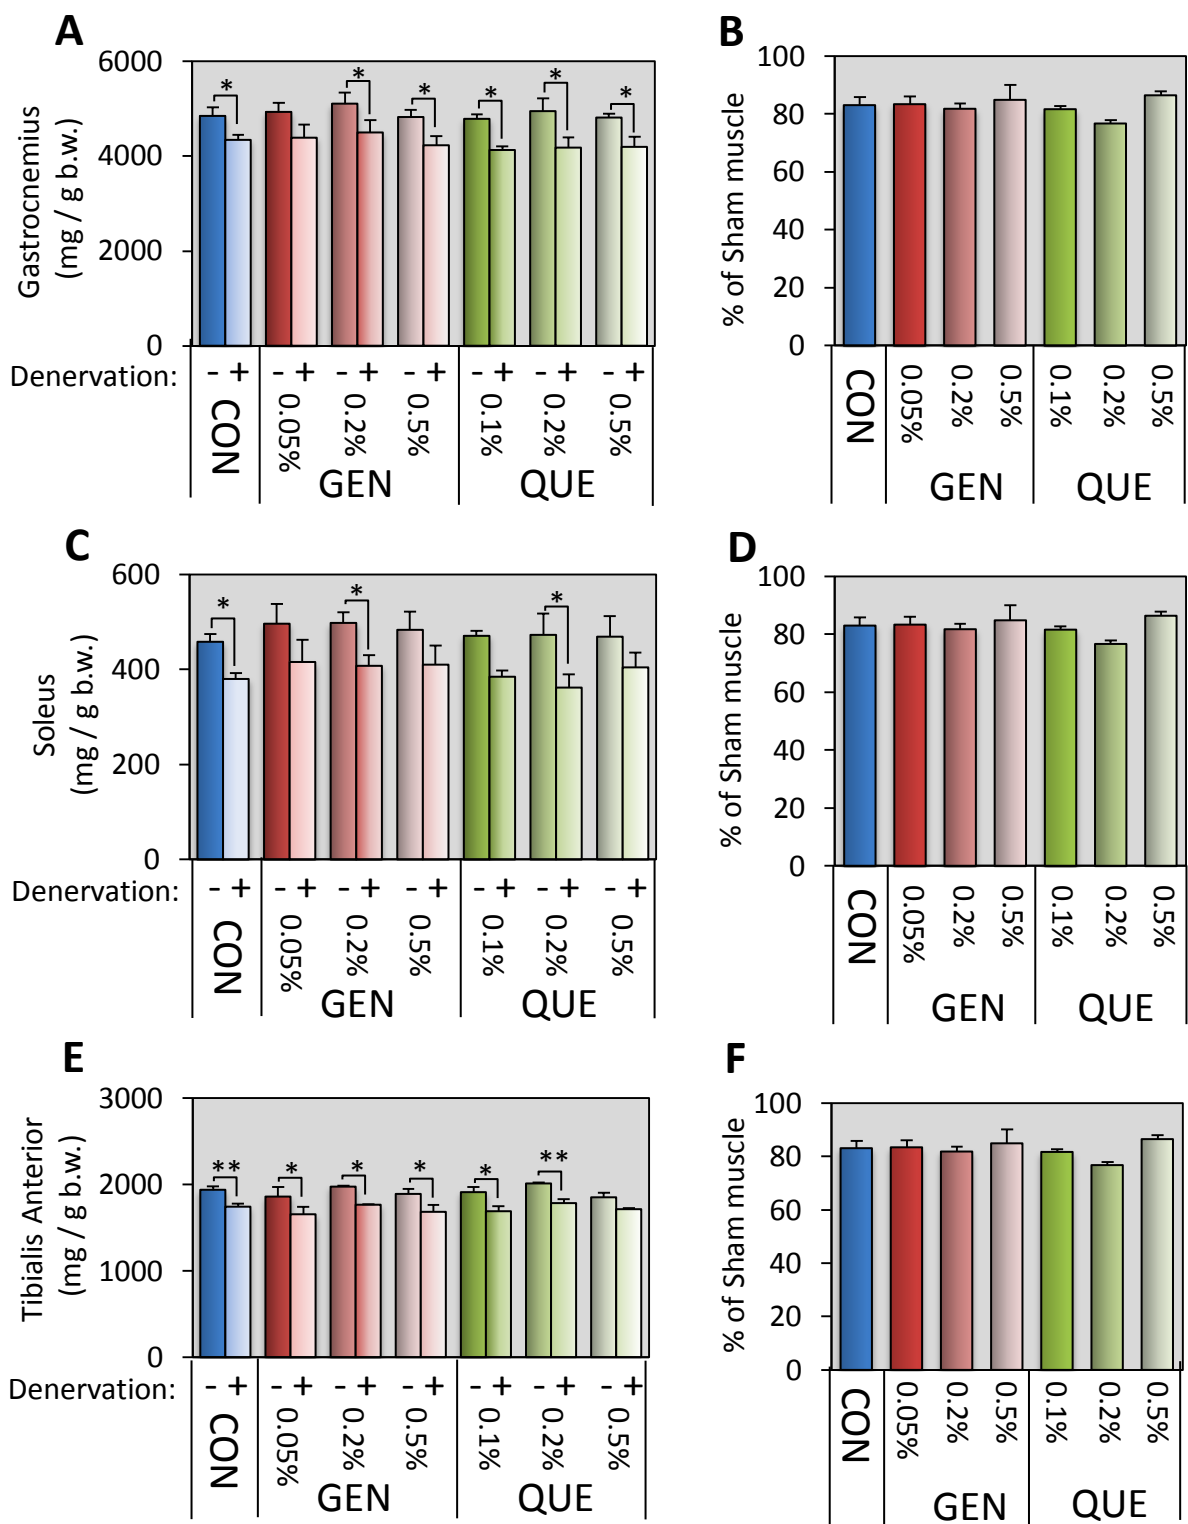 A
Gastrocnemius
(mg / g b.w.)
6000
4000
2000
0
* * * * * *
Denervation: - + - + - + - + - + - + - +
CON 0.05% 0.2% 0.5% 0.1% 0.2% 0.5%
GEN QUE
B
% of Sham muscle
100
80
60
40
20
0
CON 0.05% 0.2% 0.5% 0.1% 0.2% 0.5%
GEN QUE
C
Soleus
(mg / g b.w.)
600
400
200
0
* * *
Denervation: - + - + - + - + - + - + - +
CON 0.05% 0.2% 0.5% 0.1% 0.2% 0.5%
GEN QUE
D
% of Sham muscle
100
80
60
40
20
0
CON 0.05% 0.2% 0.5% 0.1% 0.2% 0.5%
GEN QUE
E
Tibialis Anterior
(mg / g b.w.)
3000
2000
1000
0
** * * * * **
Denervation: - + - + - + - + - + - + - +
CON 0.05% 0.2% 0.5% 0.1% 0.2% 0.5%
GEN QUE
F
% of Sham muscle
100
80
60
40
20
0
CON 0.05% 0.2% 0.5% 0.1% 0.2% 0.5%
GEN QUE